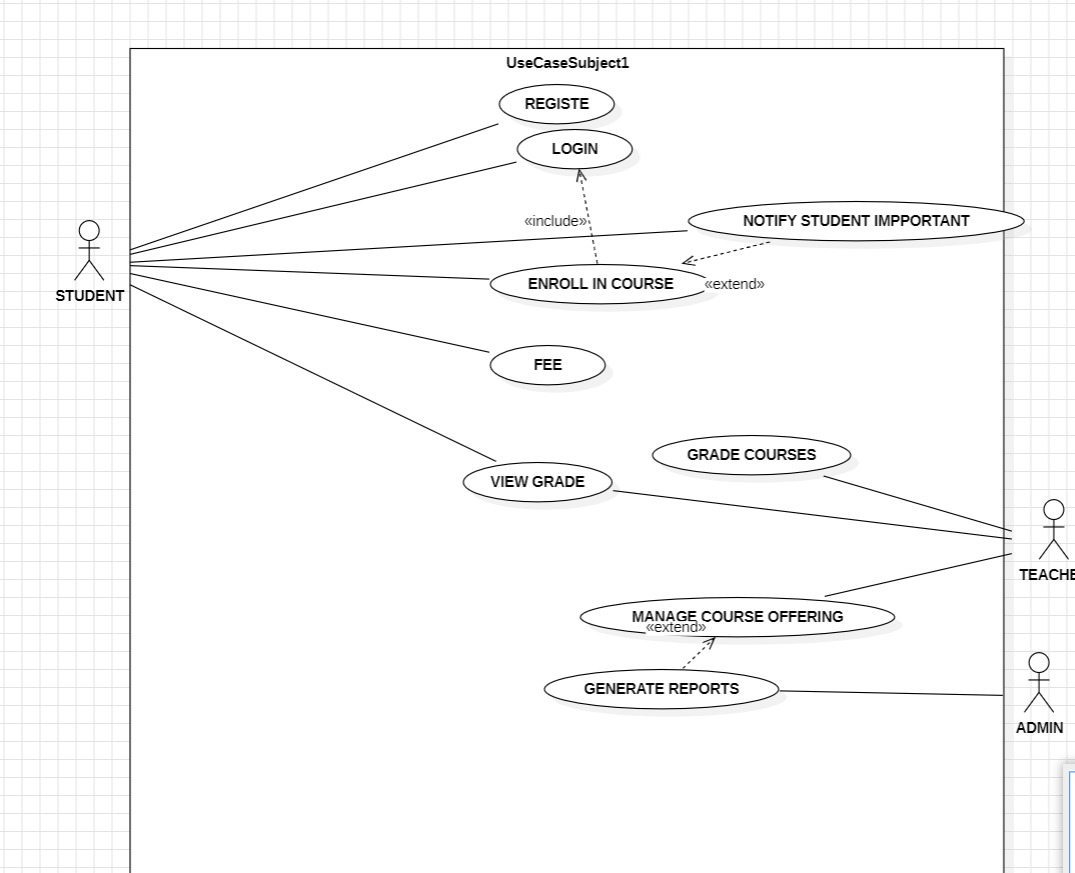 UseCaseSubject1
REGISTE
LOGIN
«include»
NOTIFY STUDENT IMPPORTANT
ENROLL IN COURSE
«extend»
STUDENT
FEE
GRADE COURSES
VIEW GRADE
TEACHE
MANAGE COURSE OFFERING
«extend»
GENERATE REPORTS
ADMIN